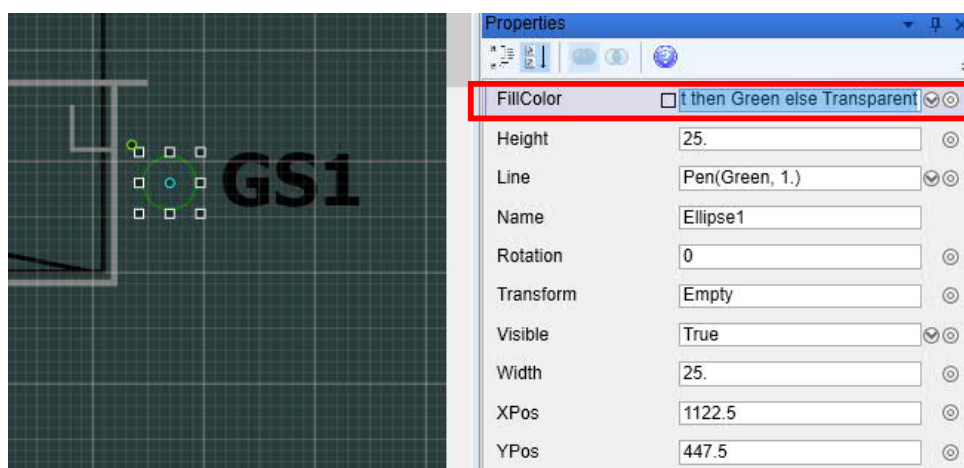 Properties
FillColor t then Green else Transparent
Height 25.
GS1
Line Pen(Green, 1.)
Name Ellipse1
Rotation 0
Transform Empty
Visible True
Width 25.
XPos 1122.5
YPos 447.5